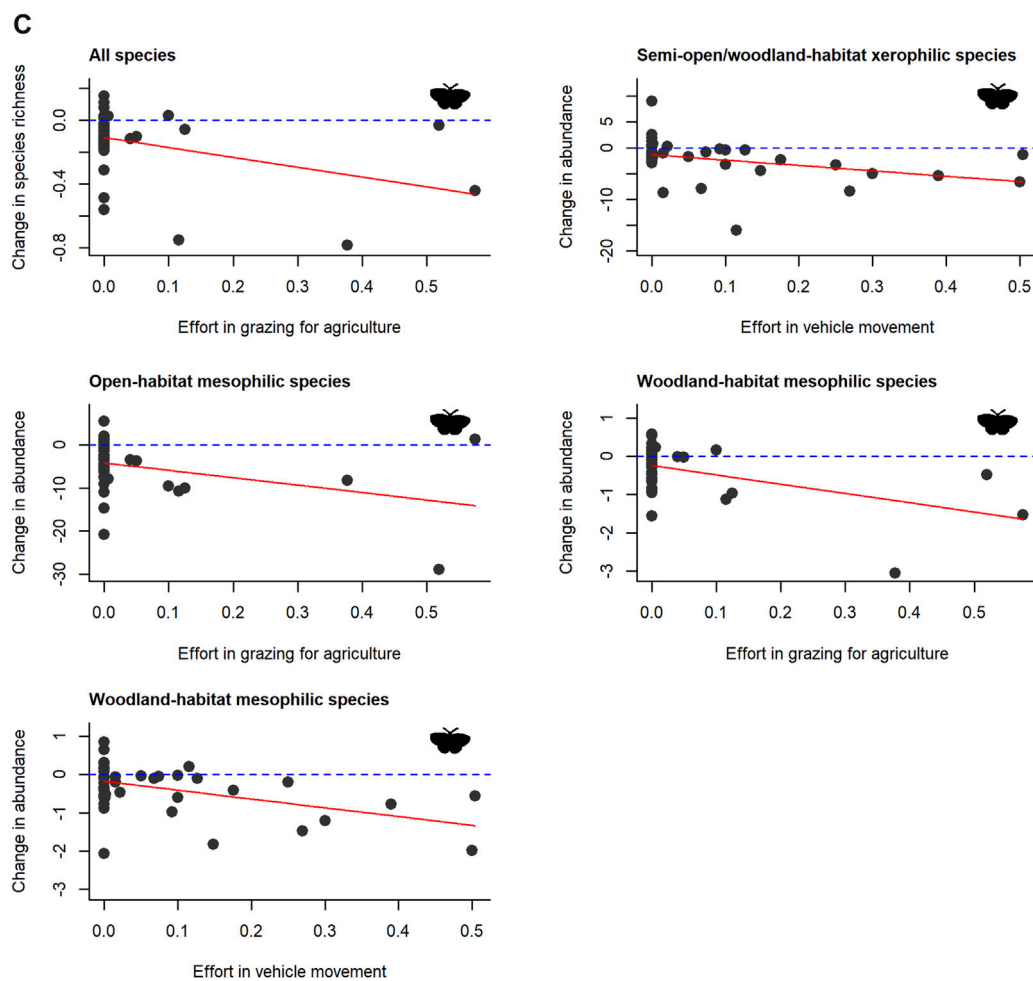 C
All species
Change in species richness
0.0
-0.4
-0.8
0.0 0.1 0.2 0.3 0.4 0.5
Effort in grazing for agriculture
Semi-open/woodland-habitat xerophilic species
Change in abundance
5
0
-10
-20
0.0 0.1 0.2 0.3 0.4 0.5
Effort in vehicle movement
Open-habitat mesophilic species
Change in abundance
0
-10
-20
-30
0.0 0.1 0.2 0.3 0.4 0.5
Effort in grazing for agriculture
Woodland-habitat mesophilic species
Change in abundance
1
0
-1
-2
-3
0.0 0.1 0.2 0.3 0.4 0.5
Effort in grazing for agriculture
Woodland-habitat mesophilic species
Change in abundance
1
0
-1
-2
-3
0.0 0.1 0.2 0.3 0.4 0.5
Effort in vehicle movement